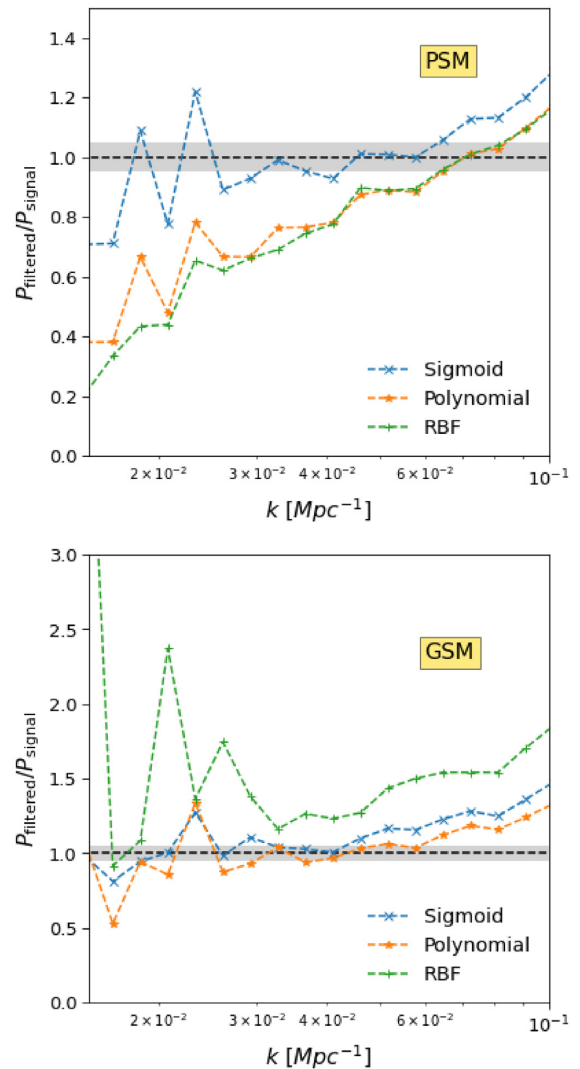 1.4
PSM
1.2
1.0
0.8
0.6
0.4
0.2
0.0
P_filtered/P_signal
Sigmoid
Polynomial
RBF
2 × 10⁻²
3 × 10⁻²
4 × 10⁻²
6 × 10⁻²
10⁻¹
k [Mpc⁻¹]
3.0
GSM
2.5
2.0
1.5
1.0
0.5
0.0
P_filtered/P_signal
Sigmoid
Polynomial
RBF
2 × 10⁻²
3 × 10⁻²
4 × 10⁻²
6 × 10⁻²
10⁻¹
k [Mpc⁻¹]